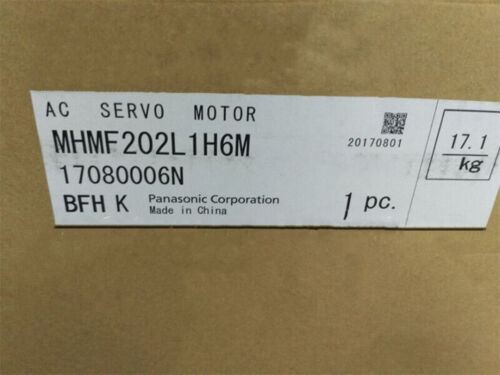 AC SERVO MOTOR
MHMF202L1H6M
20170801
17.1
kg
17080006N
BFH K Panasonic Corporation
Made in China
1 pc.